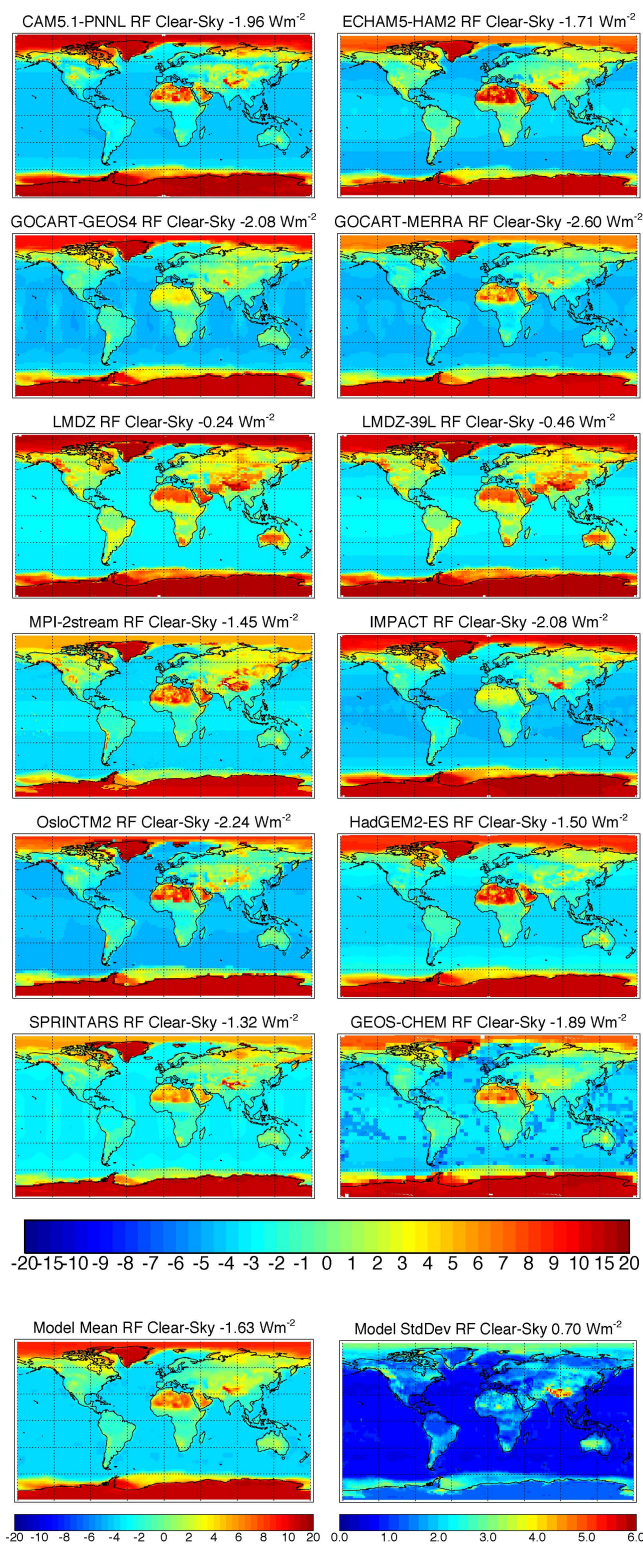 CAM5.1-PNNL RF Clear-Sky -1.96 Wm-2
ECHAM5-HAM2 RF Clear-Sky -1.71 Wm-2
GOCART-GEOS4 RF Clear-Sky -2.08 Wm-2
GOCART-MERRA RF Clear-Sky -2.60 Wm-2
LMDZ RF Clear-Sky -0.24 Wm-2
LMDZ-39L RF Clear-Sky -0.46 Wm-2
MPI-2stream RF Clear-Sky -1.45 Wm-2
IMPACT RF Clear-Sky -2.08 Wm-2
OsloCTM2 RF Clear-Sky -2.24 Wm-2
HadGEM2-ES RF Clear-Sky -1.50 Wm-2
SPRINTARS RF Clear-Sky -1.32 Wm-2
GEOS-CHEM RF Clear-Sky -1.89 Wm-2
-20 -15 -10 -9 -8 -7 -6 -5 -4 -3 -2 -1 0 1 2 3 4 5 6 7 8 9 10 15 20
Model Mean RF Clear-Sky -1.63 Wm-2
Model StdDev RF Clear-Sky 0.70 Wm-2
-20 -10 -8 -6 -4 -2 0 2 4 6 8 10 20
0.0 1.0 2.0 3.0 4.0 5.0 6.0